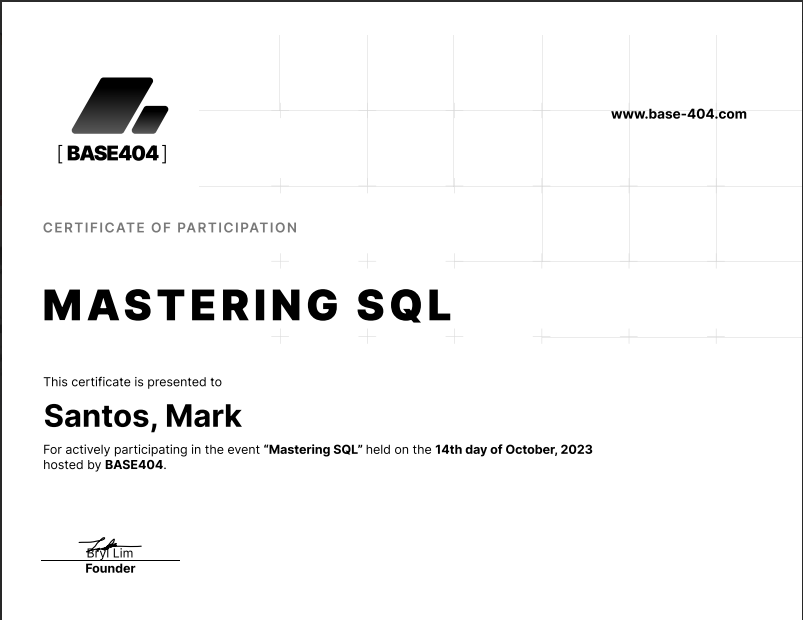 www.base-404.com
[ BASE404 ]
CERTIFICATE OF PARTICIPATION
MASTERING SQL
This certificate is presented to
Santos, Mark
For actively participating in the event “Mastering SQL” held on the 14th day of October, 2023
hosted by BASE404.
Bryl Lim
Founder